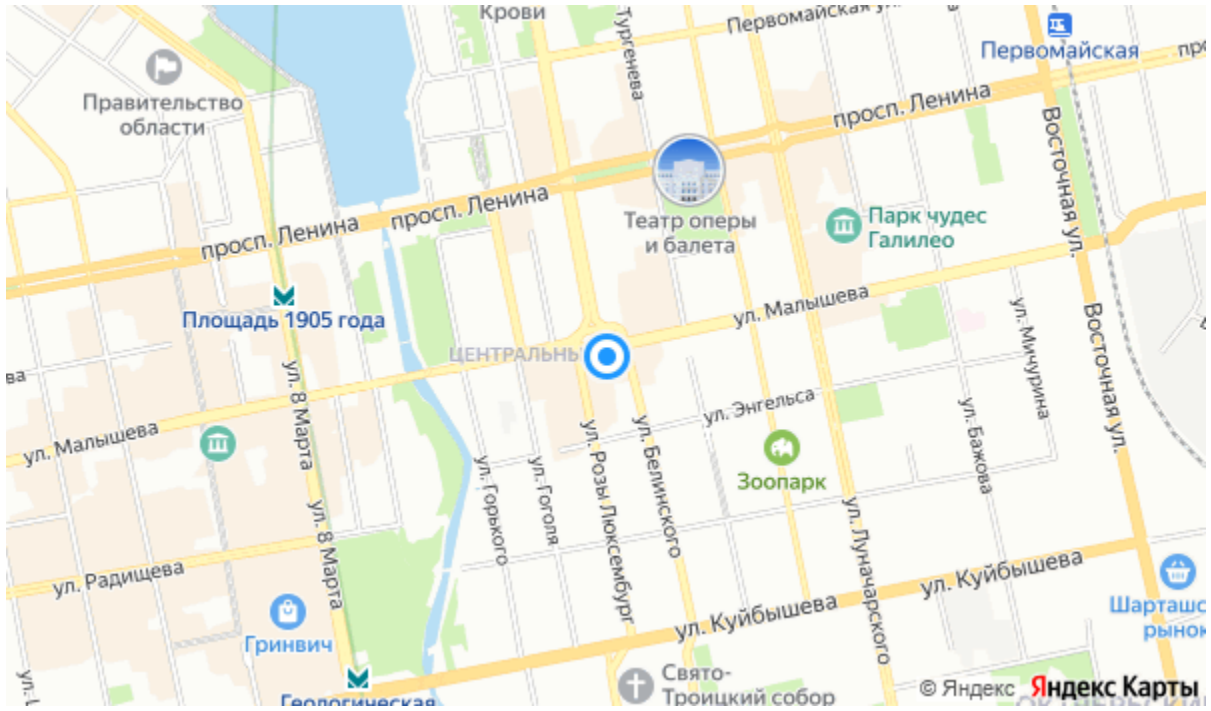 Крови
Первомайская ул.
Тургенева
Первомайская
Правительство
области
просп. Ленина
Восточная ул.
просп. Ленина
просп. Ленина
Театр оперы
и балета
Парк чудес
Галилео
Площадь 1905 года
ул. Малышева
ЦЕНТРАЛЬНЫ
ул. Мичурина
Восточная ул.
ул. 8 Марта
ул. Малышева
ул. Энгельса
ул. Бажова
ул. Розы Люксембург
ул. Белинского
Зоопарк
ул. Горького
ул. Гоголя
ул. 8 Марта
ул. Луначарского
ул. Радищева
ул. Куйбышева
ул. Куйбышева
Гринвич
Шарташс
рынок
Свято-
Троицкий собор
Геологическая
© Яндекс Яндекс Карты